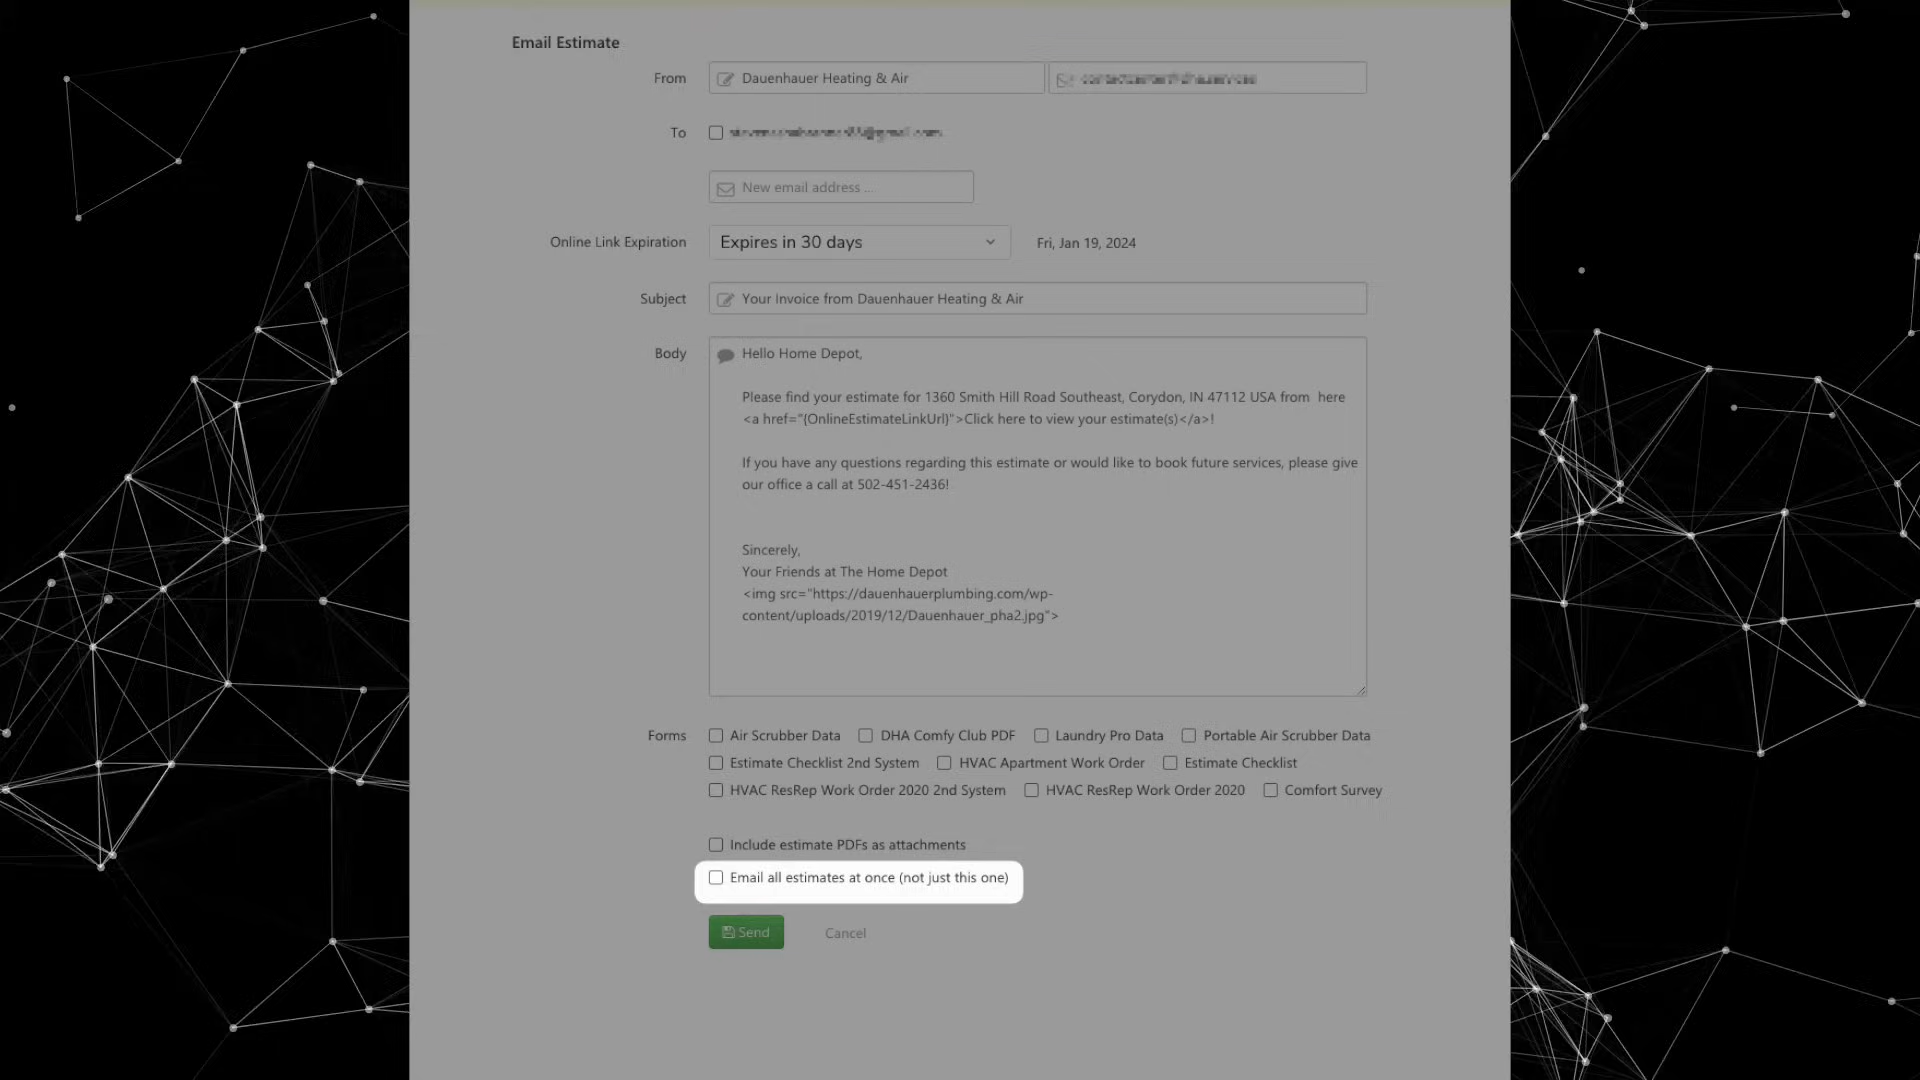 Email Estimate
From
Dauenhauer Heating & Air
To
New email address ...
Online Link Expiration
Expires in 30 days
Fri, Jan 19, 2024
Subject
Your Invoice from Dauenhauer Heating & Air
Body
Hello Home Depot,
Please find your estimate for 1360 Smith Hill Road Southeast, Corydon, IN 47112 USA from  here
<a href="{OnlineEstimateLinkUrl}">Click here to view your estimate(s)</a>!
If you have any questions regarding this estimate or would like to book future services, please give
our office a call at 502-451-2436!
Sincerely,
Your Friends at The Home Depot
<img src="https://dauenhauerplumbing.com/wp-
content/uploads/2019/12/Dauenhauer_pha2.jpg">
Forms
Air Scrubber Data
DHA Comfy Club PDF
Laundry Pro Data
Portable Air Scrubber Data
Estimate Checklist 2nd System
HVAC Apartment Work Order
Estimate Checklist
HVAC ResRep Work Order 2020 2nd System
HVAC ResRep Work Order 2020
Comfort Survey
Include estimate PDFs as attachments
Email all estimates at once (not just this one)
Send
Cancel